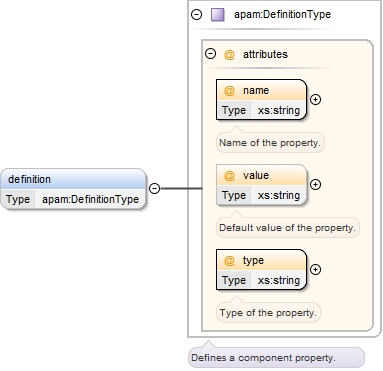 apam:DefinitionType
@ attributes
@ name
Type xs:string
Name of the property.
@ value
Type xs:string
Default value of the property.
definition
Type apam:DefinitionType
@ type
Type xs:string
Type of the property.
Defines a component property.